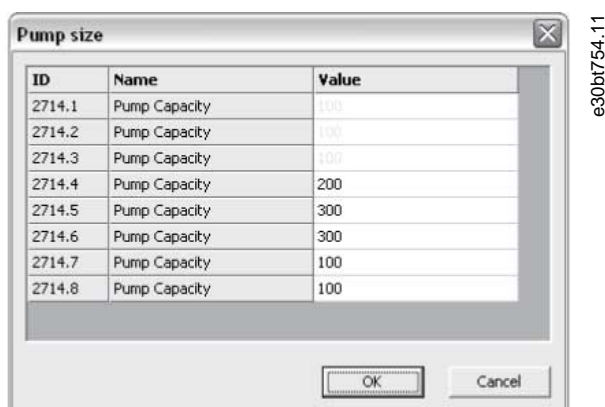 Pump size
ID Name Value
2714.1 Pump Capacity 100
2714.2 Pump Capacity 100
2714.3 Pump Capacity 100
2714.4 Pump Capacity 200
2714.5 Pump Capacity 300
2714.6 Pump Capacity 300
2714.7 Pump Capacity 100
2714.8 Pump Capacity 100
OK Cancel
e30bt754.11